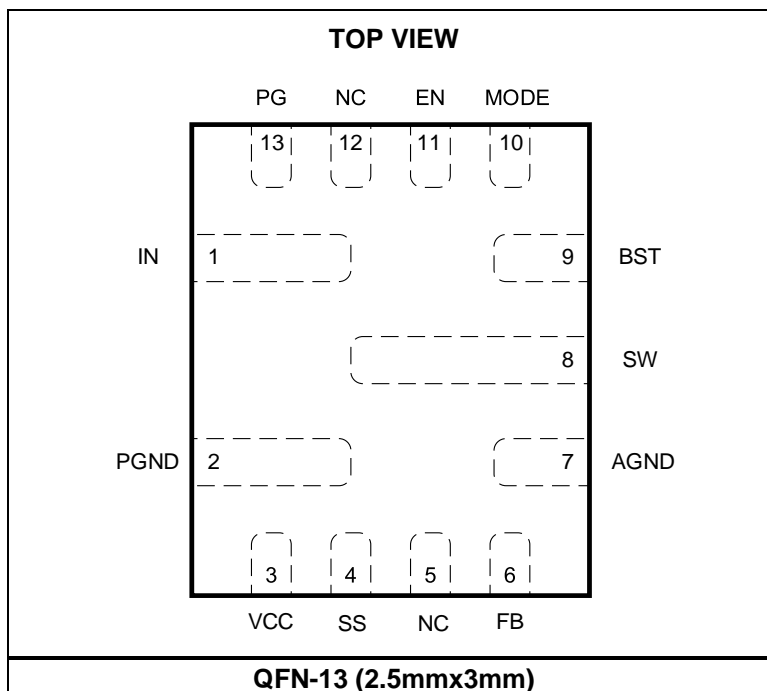 TOP VIEW
PG NC EN MODE
13 12 11 10
IN 1 9 BST
8 SW
PGND 2 7 AGND
3 4 5 6
VCC SS NC FB
QFN-13 (2.5mmx3mm)